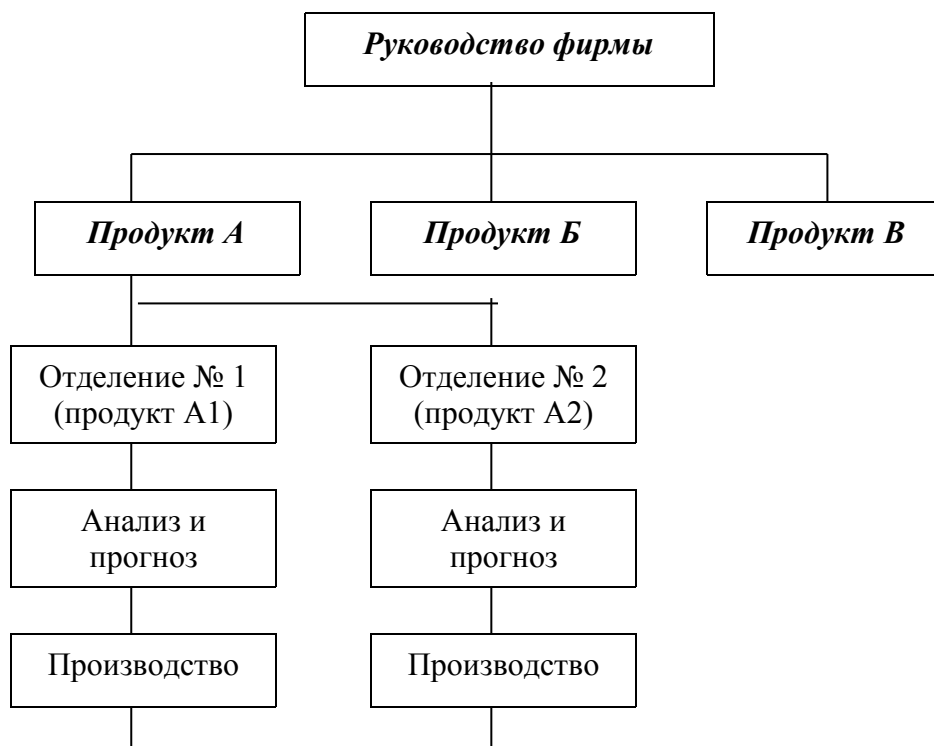 Руководство фирмы
Продукт А
Продукт Б
Продукт В
Отделение № 1
(продукт А1)
Отделение № 2
(продукт А2)
Анализ и
прогноз
Анализ и
прогноз
Производство
Производство